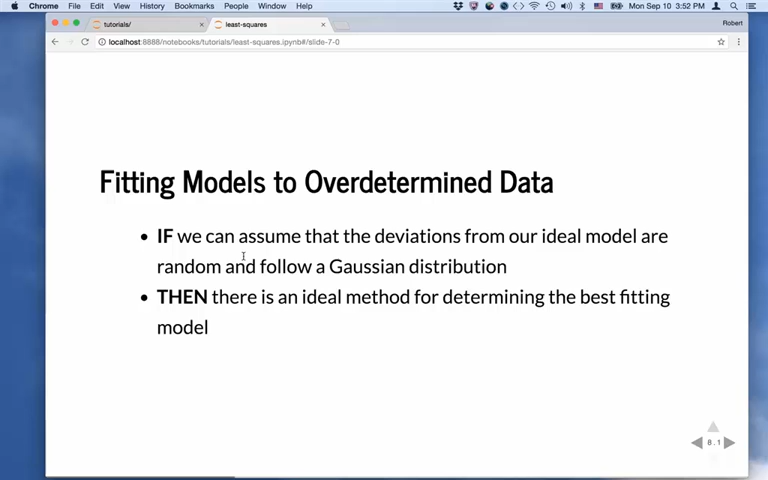 Chrome File Edit View History Bookmarks People Window Help Mon Sep 10 3:52 PM
tutorials/ least-squares Robert
localhost:8888/notebooks/tutorials/least-squares.ipynb#/slide-7-0
Fitting Models to Overdetermined Data
• IF we can assume that the deviations from our ideal model are
random and follow a Gaussian distribution
• THEN there is an ideal method for determining the best fitting
model
8.1